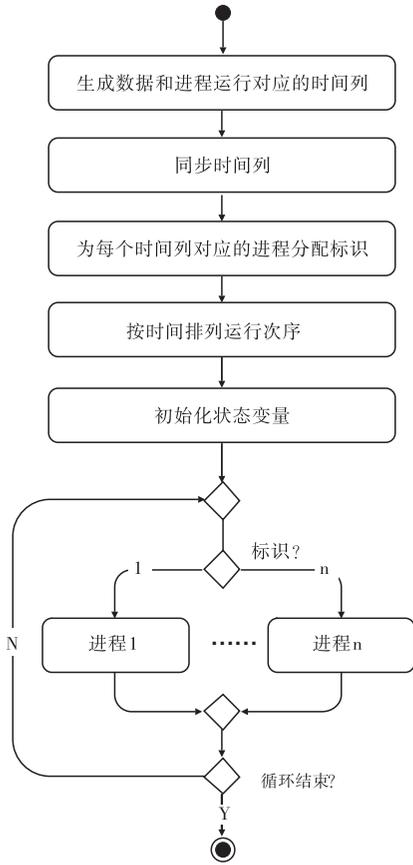 生成数据和进程运行对应的时间列
同步时间列
为每个时间列对应的进程分配标识
按时间排列运行次序
初始化状态变量
标识?
1
n
N
进程1
……
进程n
循环结束?
Y